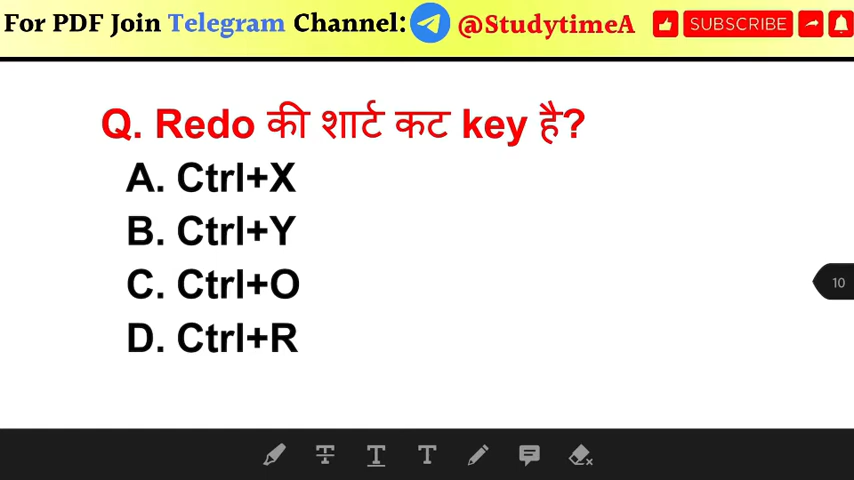 For PDF Join Telegram Channel: @StudytimeA SUBSCRIBE
Q. Redo की शार्ट कट key है?
A. Ctrl+X
B. Ctrl+Y
C. Ctrl+O
10
D. Ctrl+R